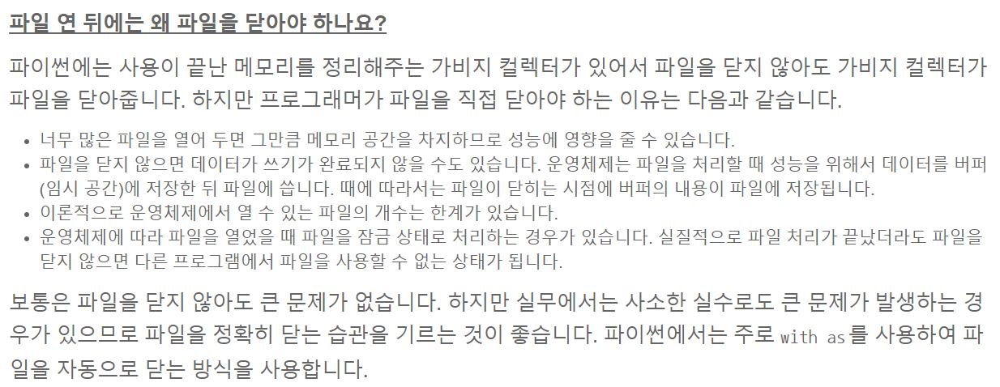 파일 연 뒤에는 왜 파일을 닫아야 하나요?
파이썬에는 사용이 끝난 메모리를 정리해주는 가비지 컬렉터가 있어서 파일을 닫지 않아도 가비지 컬렉터가
파일을 닫아줍니다. 하지만 프로그래머가 파일을 직접 닫아야 하는 이유는 다음과 같습니다.
• 너무 많은 파일을 열어 두면 그만큼 메모리 공간을 차지하므로 성능에 영향을 줄 수 있습니다.
• 파일을 닫지 않으면 데이터가 쓰기가 완료되지 않을 수도 있습니다. 운영체제는 파일을 처리할 때 성능을 위해서 데이터를 버퍼
(임시 공간)에 저장한 뒤 파일에 씁니다. 때에 따라서는 파일이 닫히는 시점에 버퍼의 내용이 파일에 저장됩니다.
• 이론적으로 운영체제에서 열 수 있는 파일의 개수는 한계가 있습니다.
• 운영체제에 따라 파일을 열었을 때 파일을 잠금 상태로 처리하는 경우가 있습니다. 실질적으로 파일 처리가 끝났더라도 파일을
닫지 않으면 다른 프로그램에서 파일을 사용할 수 없는 상태가 됩니다.
보통은 파일을 닫지 않아도 큰 문제가 없습니다. 하지만 실무에서는 사소한 실수로도 큰 문제가 발생하는 경
우가 있으므로 파일을 정확히 닫는 습관을 기르는 것이 좋습니다. 파이썬에서는 주로 with as를 사용하여 파
일을 자동으로 닫는 방식을 사용합니다.